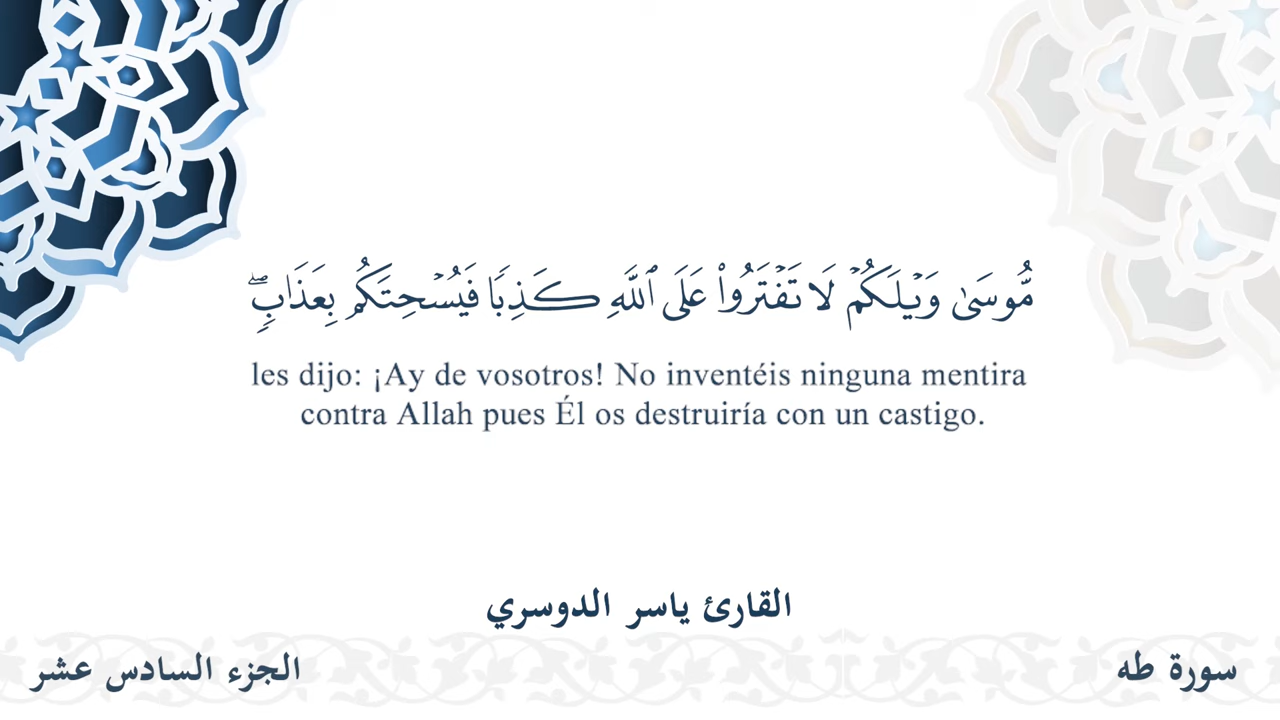 مُّوسَىٰ وَيْلَكُمْ لَا تَفْتَرُوا۟ عَلَى ٱللَّهِ كَذِبًا فَيُسْحِتَكُم بِعَذَابٍ ۖ
les dijo: ¡Ay de vosotros! No inventéis ninguna mentira
contra Allah pues Él os destruiría con un castigo.
القارئ ياسر الدوسري
سورة طه
الجزء السادس عشر